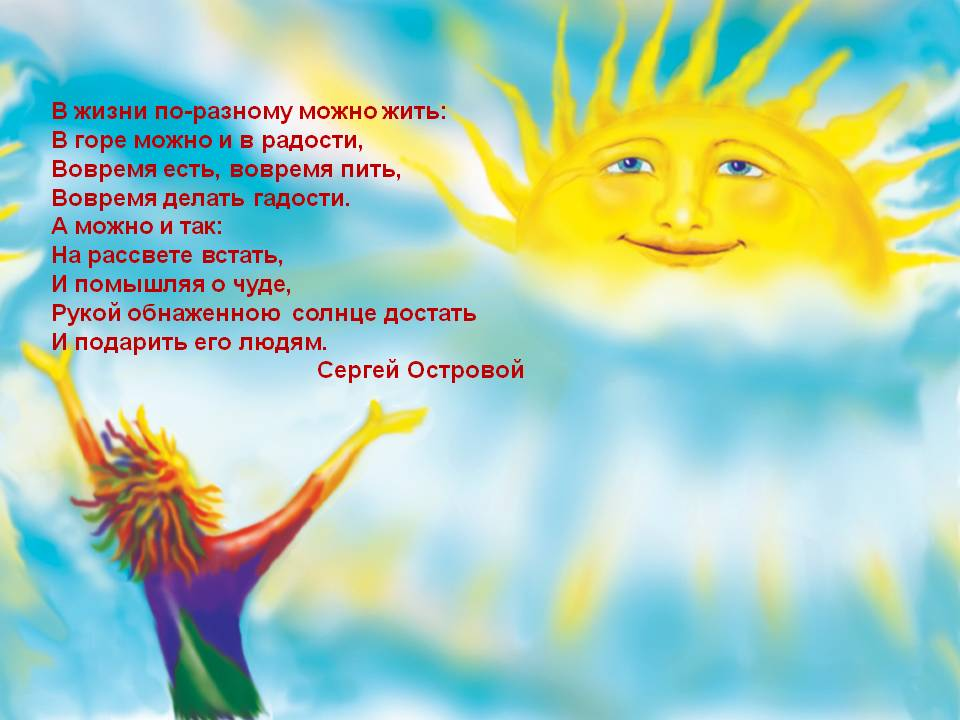 В жизни по-разному можно жить:
В горе можно и в радости,
Вовремя есть, вовремя пить,
Вовремя делать гадости.
А можно и так:
На рассвете встать,
И помышляя о чуде,
Рукой обнаженною солнце достать
И подарить его людям.
Сергей Островой